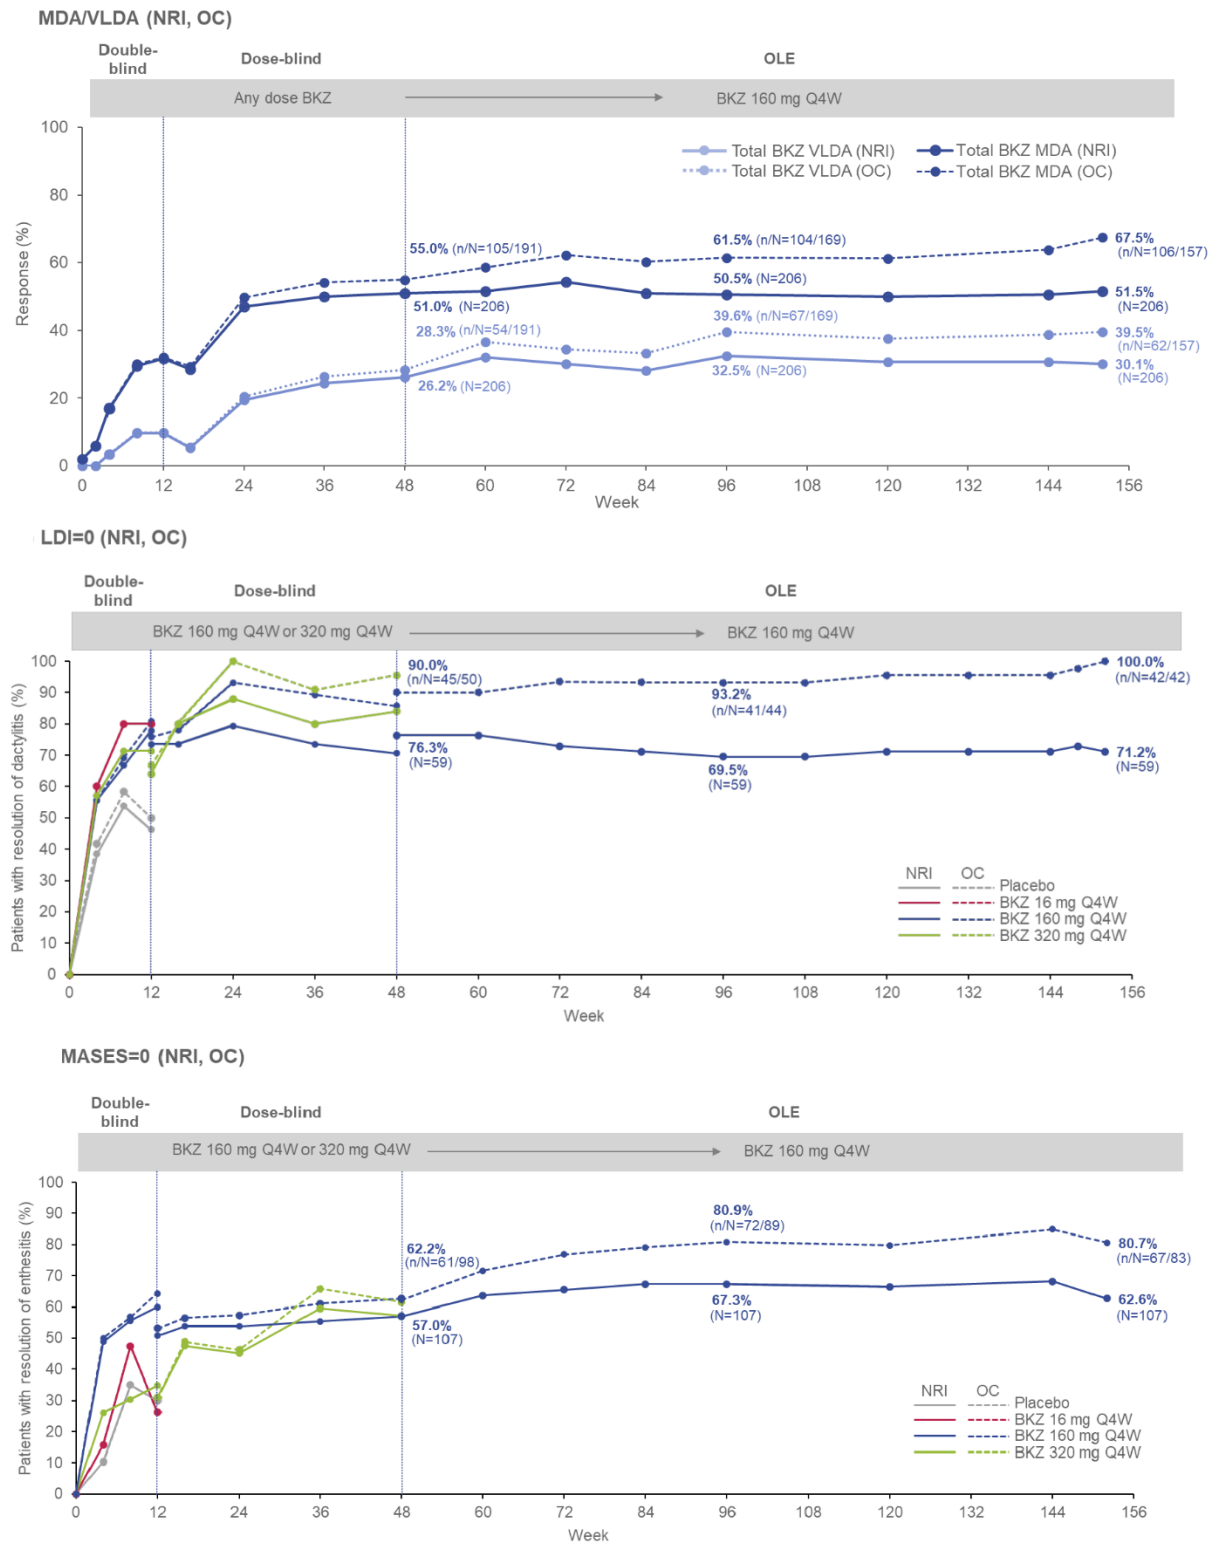 MDA/VLDA (NRI, OC)
Double-
blind
Dose-blind
OLE
Any dose BKZ
BKZ 160 mg Q4W
Response (%)
100
80
60
40
20
0
Total BKZ VLDA (NRI)
Total BKZ MDA (NRI)
Total BKZ VLDA (OC)
Total BKZ MDA (OC)
55.0% (n/N=105/191)
61.5% (n/N=104/169)
67.5%
(n/N=106/157)
51.0%
(N=206)
50.5%
(N=206)
51.5%
(N=206)
28.3% (n/N=54/191)
39.6% (n/N=67/169)
39.5%
(n/N=62/157)
26.2% (N=206)
32.5% (N=206)
30.1%
(N=206)
0 12 24 36 48 60 72 84 96 108 120 132 144 156
Week
LDI=0 (NRI, OC)
Double-
blind
Dose-blind
OLE
BKZ 160 mg Q4W or 320 mg Q4W
BKZ 160 mg Q4W
Patients with resolution of dactylitis (%)
100
90
80
70
60
50
40
30
20
10
0
90.0%
(n/N=45/50)
93.2%
(n/N=41/44)
100.0%
(n/N=42/42)
76.3%
(N=59)
69.5%
(N=59)
71.2%
(N=59)
NRI OC
Placebo
BKZ 16 mg Q4W
BKZ 160 mg Q4W
BKZ 320 mg Q4W
0 12 24 36 48 60 72 84 96 108 120 132 144 156
Week
MASES=0 (NRI, OC)
Double-
blind
Dose-blind
OLE
BKZ 160 mg Q4W or 320 mg Q4W
BKZ 160 mg Q4W
Patients with resolution of enthesitis (%)
100
90
80
70
60
50
40
30
20
10
0
62.2%
(n/N=61/98)
80.9%
(n/N=72/89)
80.7%
(n/N=67/83)
57.0%
(N=107)
67.3%
(N=107)
62.6%
(N=107)
NRI OC
Placebo
BKZ 16 mg Q4W
BKZ 160 mg Q4W
BKZ 320 mg Q4W
0 12 24 36 48 60 72 84 96 108 120 132 144 156
Week